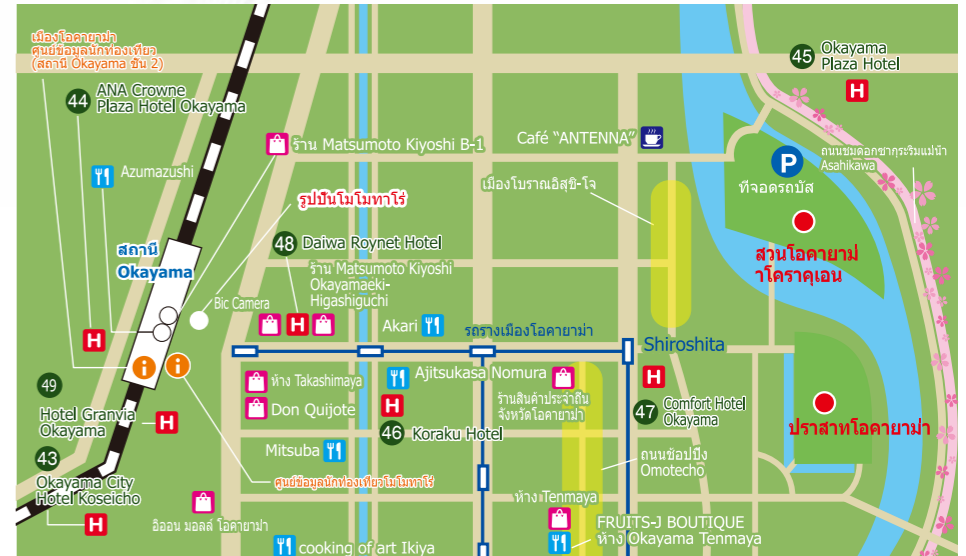 เมืองโอคายาม่า
ศูนย์ข้อมูลนักท่องเที่ยว
(สถานี Okayama ชั้น 2)
44
ANA Crowne
Plaza Hotel Okayama
Azumazushi
ร้าน Matsumoto Kiyoshi B-1
Café “ANTENNA”
45
Okayama
Plaza Hotel
H
P
ที่จอดรถบัส
ถนนชมดอกซากุระริมแม่น้ำ
Asahikawa
เมืองโบราณอิสุชิ-โจ
รูปปั้นโมโมทาโร่
สถานี
Okayama
48
Daiwa Roynet Hotel
ร้าน Matsumoto Kiyoshi
Okayamaeki-
Higashiguchi
สวนโอคายาม่
าโคราคุเอน
Bic Camera
H
H
Akari
รถรางเมืองโอคายาม่า
Shiroshita
i
i
ห้าง Takashimaya
Ajitsukasa Nomura
ร้านสินค้าประจำถิ่น
จังหวัดโอคายาม่า
H
49
Hotel Granvia
Okayama
H
Don Quijote
H
46
Koraku Hotel
47
Comfort Hotel
Okayama
ปราสาทโอคายาม่า
43
Okayama City
Hotel Koseicho
H
Mitsuba
ศูนย์ข้อมูลนักท่องเที่ยวโมโมทาโร่
ถนนช้อปปิ้ง
Omotecho
อิออน มอลล์ โอคายาม่า
ห้าง Tenmaya
FRUITS-J BOUTIQUE
ห้าง Okayama Tenmaya
cooking of art Ikiya